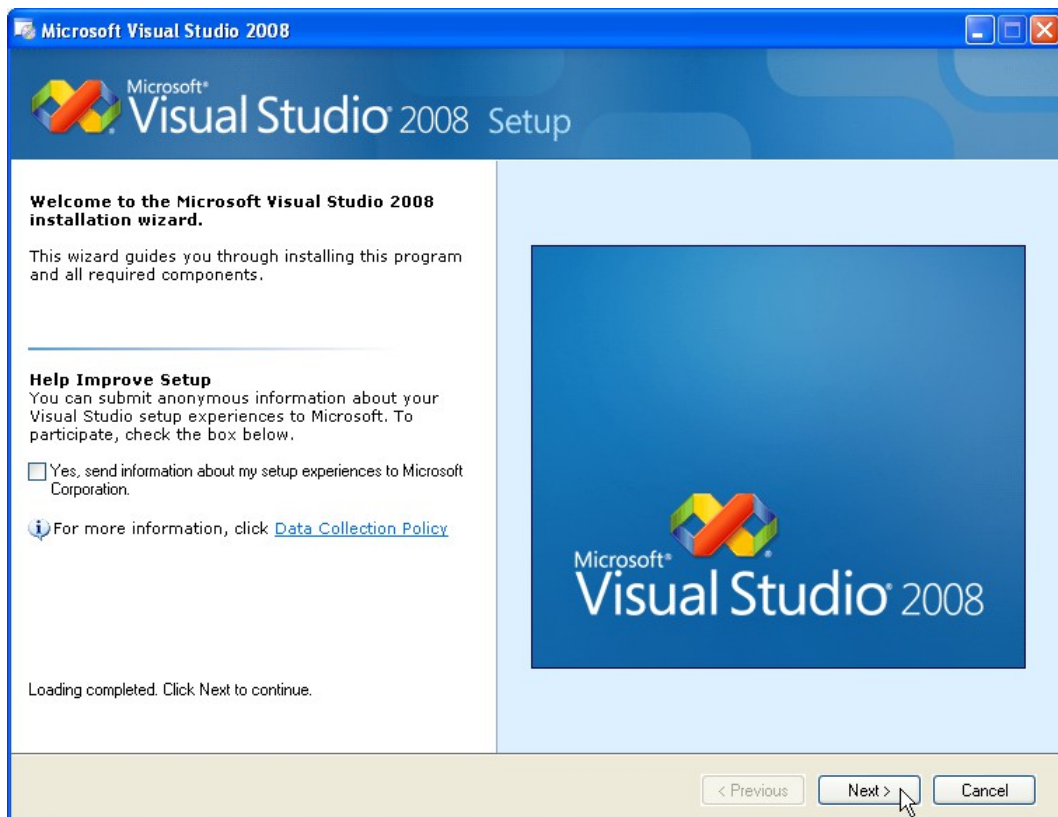 Microsoft Visual Studio 2008
Microsoft®
Visual Studio® 2008 Setup
Welcome to the Microsoft Visual Studio 2008
installation wizard.
This wizard guides you through installing this program
and all required components.
Help Improve Setup
You can submit anonymous information about your
Visual Studio setup experiences to Microsoft. To
participate, check the box below.
Yes, send information about my setup experiences to Microsoft
Corporation.
For more information, click Data Collection Policy
Loading completed. Click Next to continue.
Microsoft®
Visual Studio® 2008
< Previous
Next >
Cancel